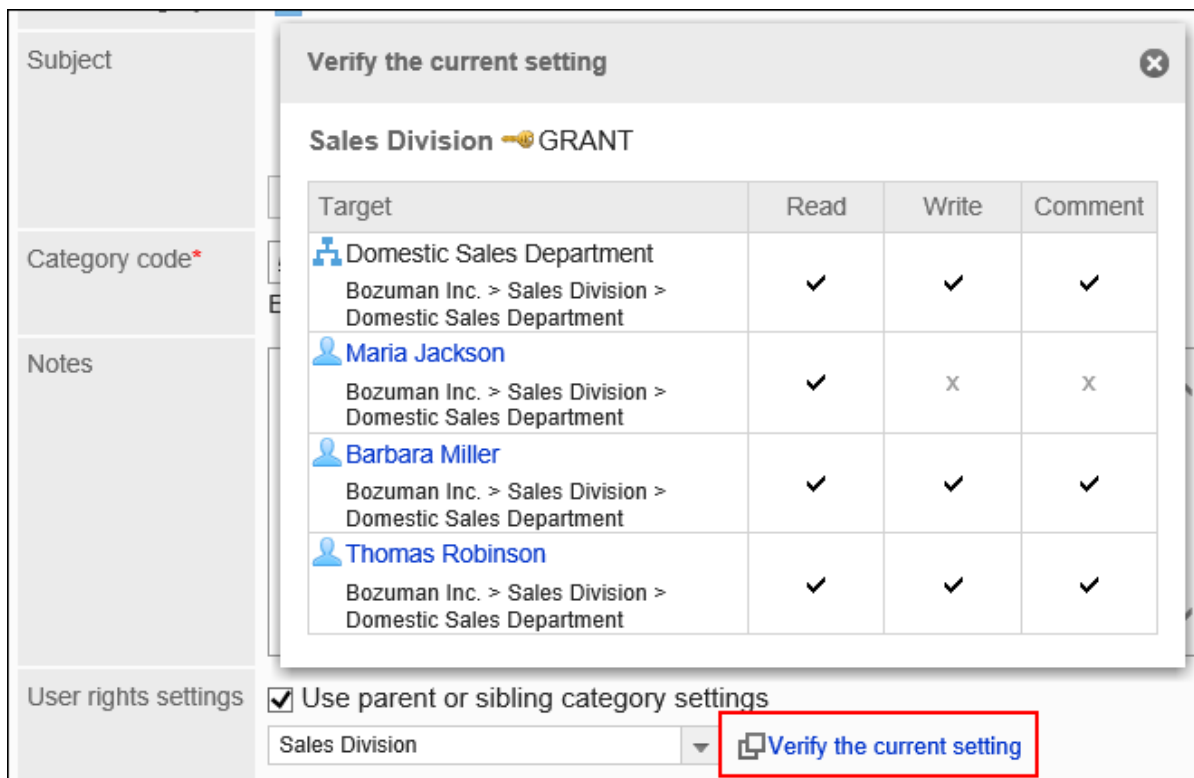 Subject
Verify the current setting
Sales Division GRANT
Target Read Write Comment
Domestic Sales Department
Bozuman Inc. > Sales Division >
Domestic Sales Department
Category code*
Maria Jackson
Bozuman Inc. > Sales Division >
Domestic Sales Department
x x
Notes
Barbara Miller
Bozuman Inc. > Sales Division >
Domestic Sales Department
Thomas Robinson
Bozuman Inc. > Sales Division >
Domestic Sales Department
User rights settings
Use parent or sibling category settings
Sales Division
Verify the current setting